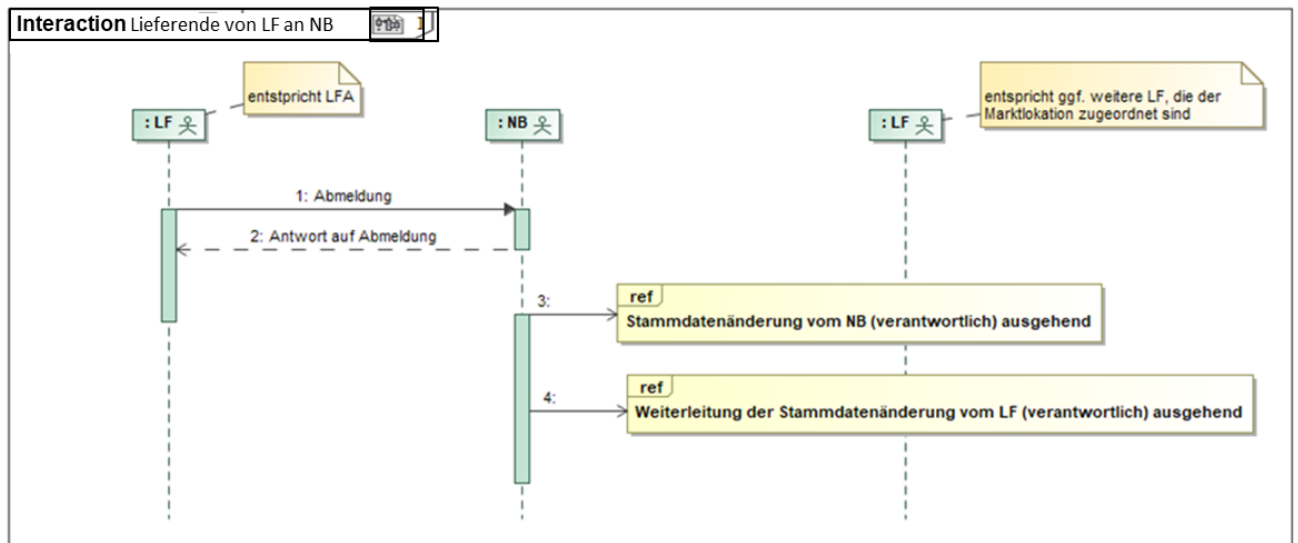 Interaction Lieferende von LF an NB
entstpricht LFA
entspricht ggf. weitere LF, die der
Marktlokation zugeordnet sind
: LF
: NB
: LF
1: Abmeldung
2: Antwort auf Abmeldung
3:
ref
Stammdatenänderung vom NB (verantwortlich) ausgehend
4:
ref
Weiterleitung der Stammdatenänderung vom LF (verantwortlich) ausgehend